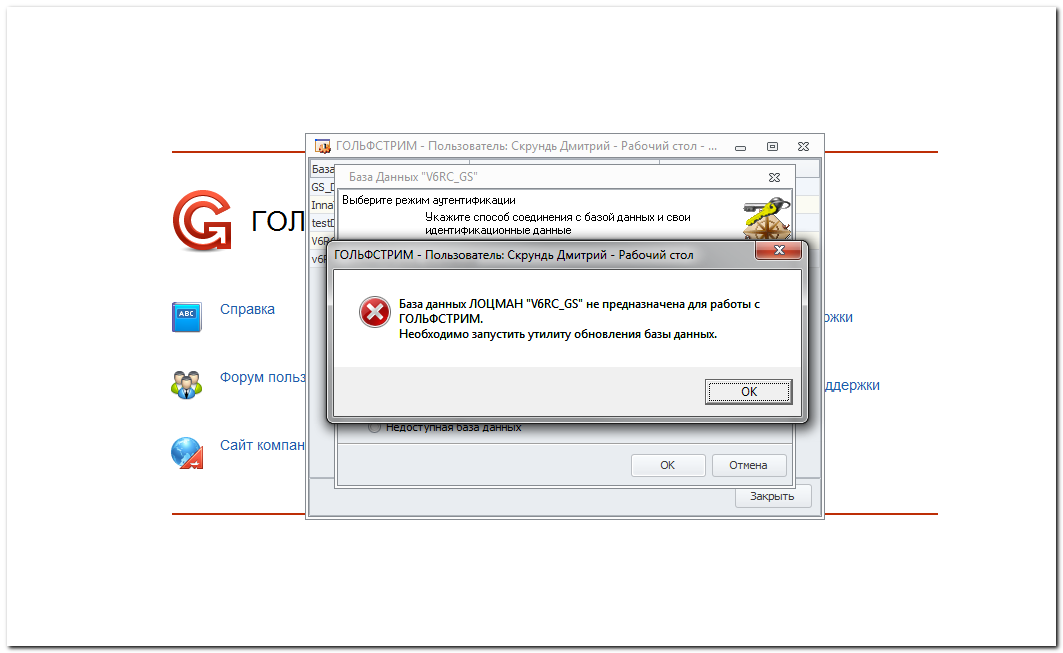 ГОЛЬФСТРИМ - Пользователь: Скрундь Дмитрий - Рабочий стол - ...
База
База Данных "V6RC_GS"
GS_D
Выберите режим аутентификации
Inna
Укажите способ соединения с базой данных и свои
testD
идентификационные данные
ГОЛ
V6R
v6R
ГОЛЬФСТРИМ - Пользователь: Скрундь Дмитрий - Рабочий стол
База данных ЛОЦМАН "V6RC_GS" не предназначена для работы с
ГОЛЬФСТРИМ.
Необходимо запустить утилиту обновления базы данных.
OK
ABC
Справка
ржки
Форум польз
ддержки
Недоступная база данных
Сайт компан
OK
Отмена
Закрыть